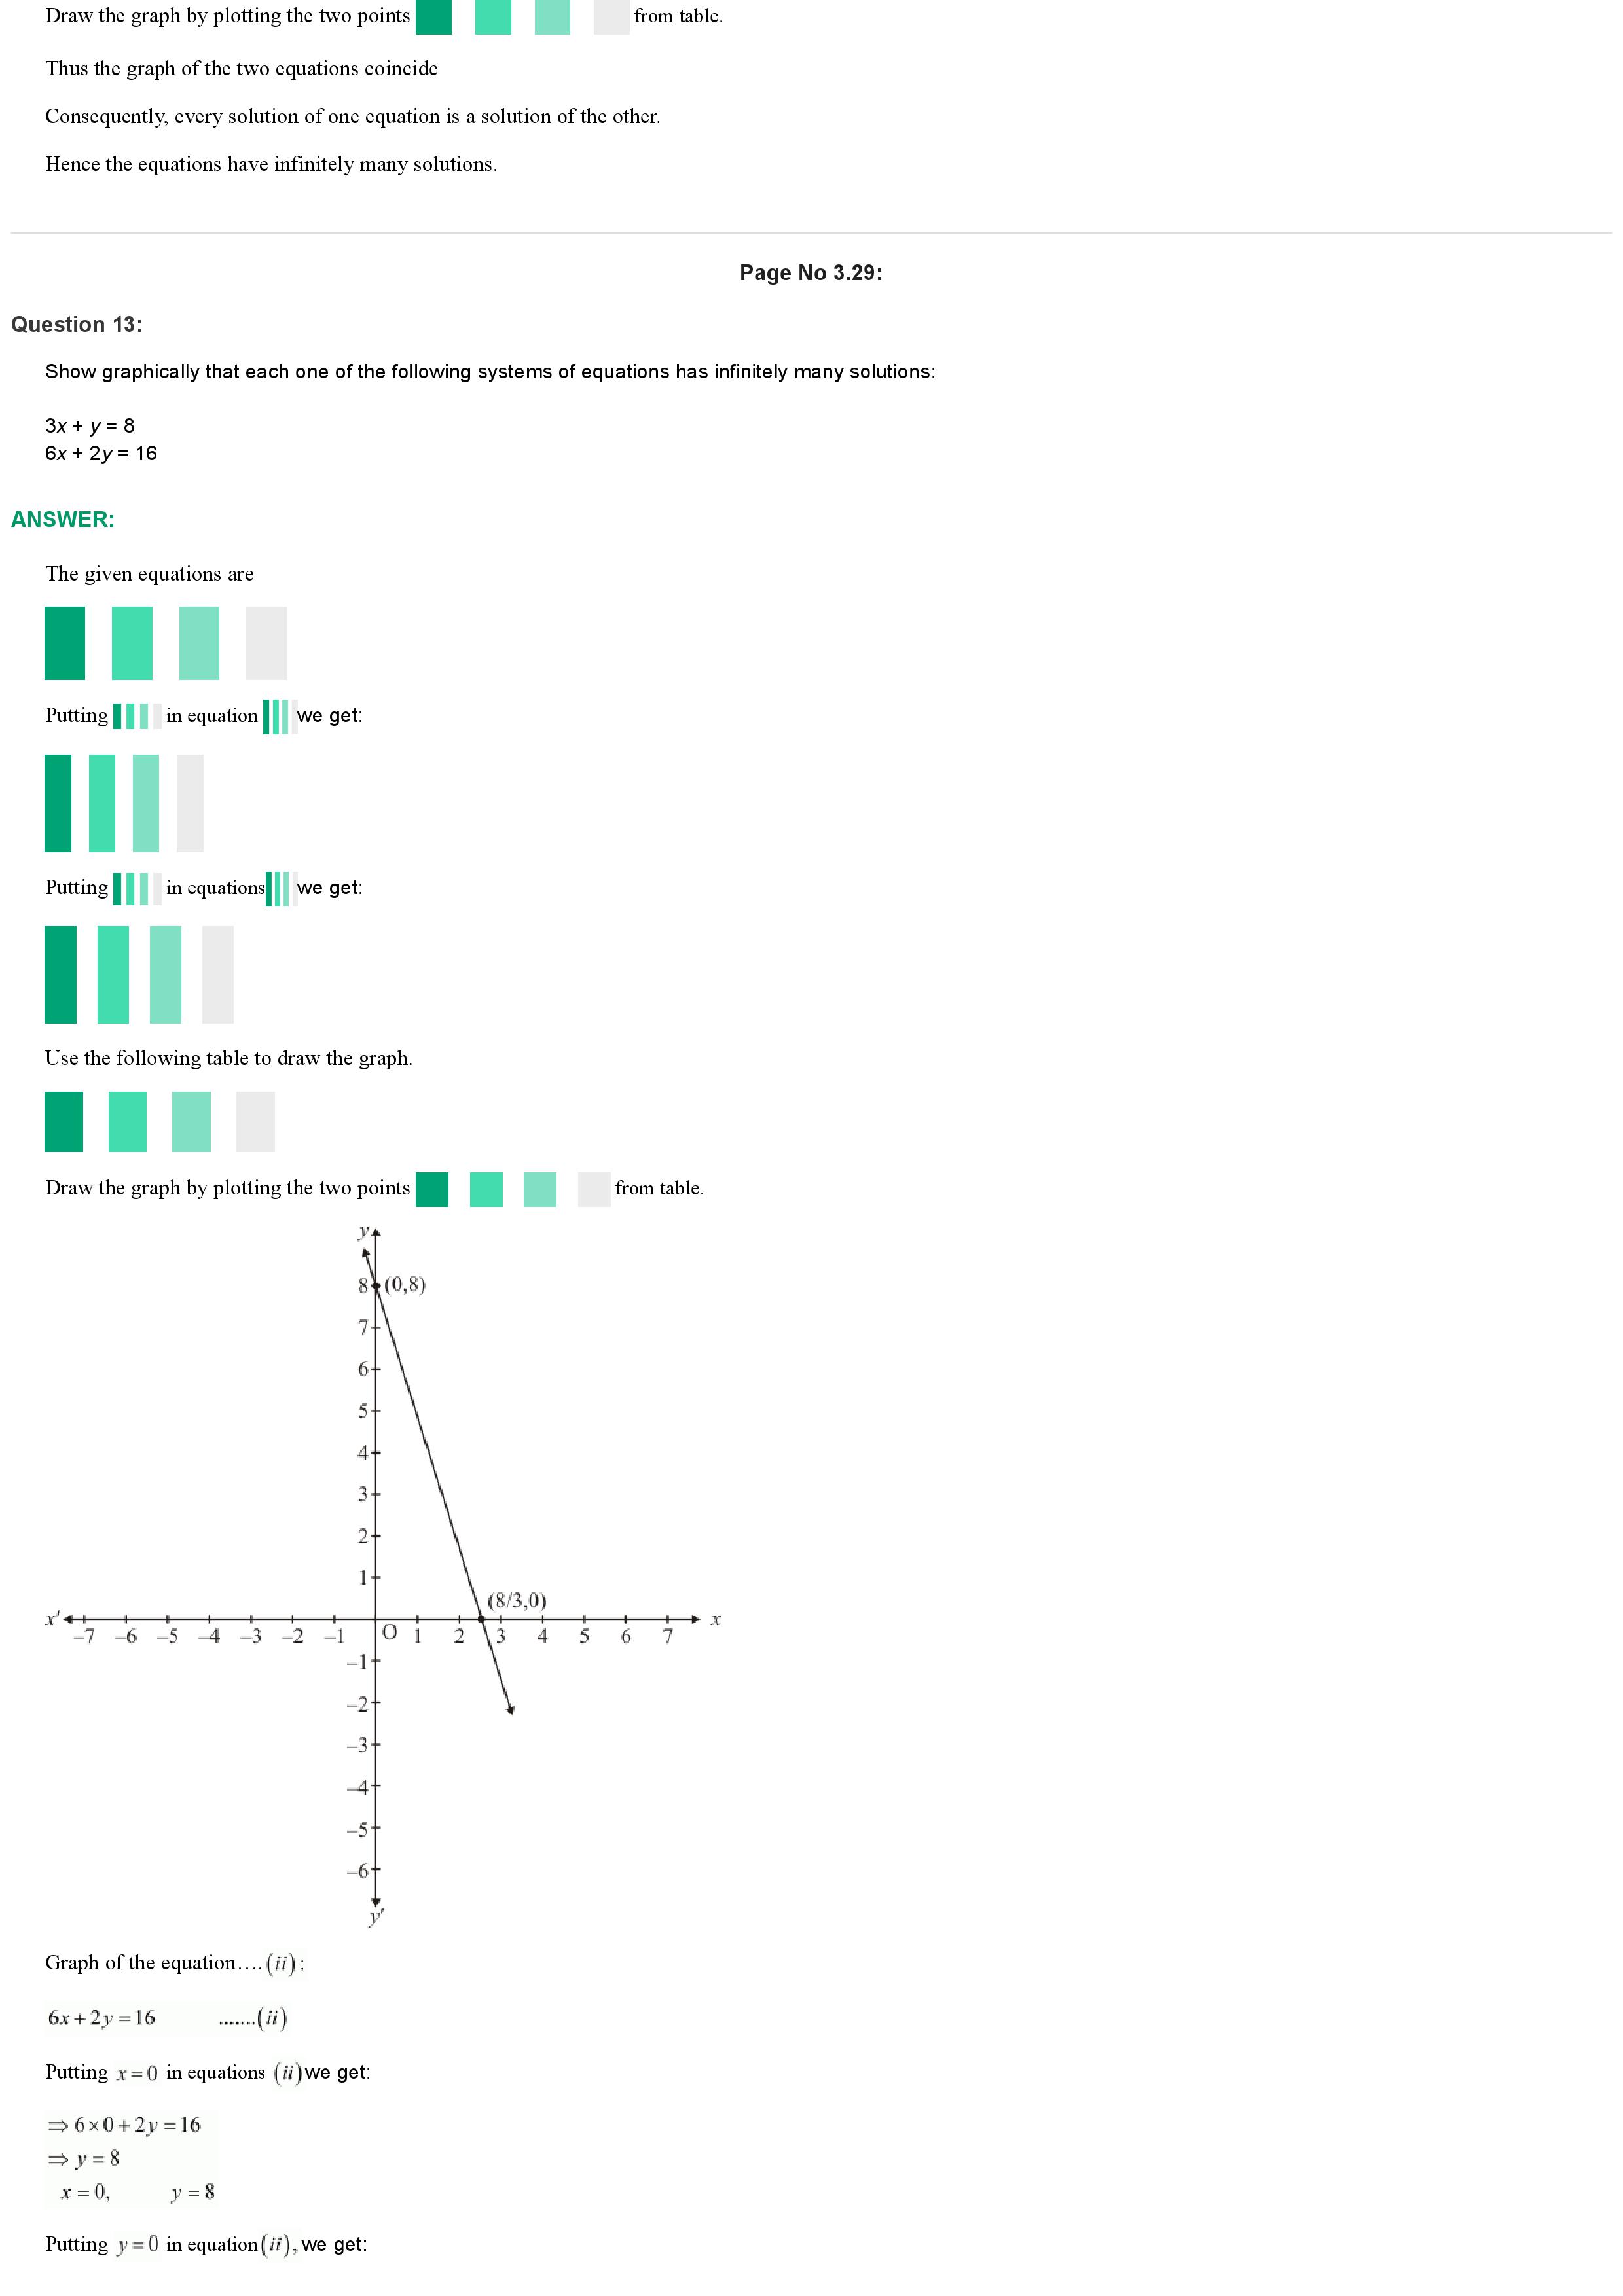 Draw the graph by plotting the two points from table.
Thus the graph of the two equations coincide
Consequently, every solution of one equation is a solution of the other.
Hence the equations have infinitely many solutions.
Page No 3.29:
Question 13:
Show graphically that each one of the following systems of equations has infinitely many solutions:
3x + y = 8
6x + 2y = 16
ANSWER:
The given equations are
Putting in equation we get:
Putting in equations we get:
Use the following table to draw the graph.
Draw the graph by plotting the two points from table.
y
8 (0,8)
7
6
5
4
3
2
1
(8/3,0)
x′ x
–7 –6 –5 –4 –3 –2 –1 O 1 2 3 4 5 6 7
–1
–2
–3
–4
–5
–6
y′
Graph of the equation….(ii):
6x + 2y = 16 .......(ii)
Putting x = 0 in equations (ii) we get:
⇒ 6 × 0 + 2y = 16
⇒ y = 8
x = 0, y = 8
Putting y = 0 in equation (ii), we get: